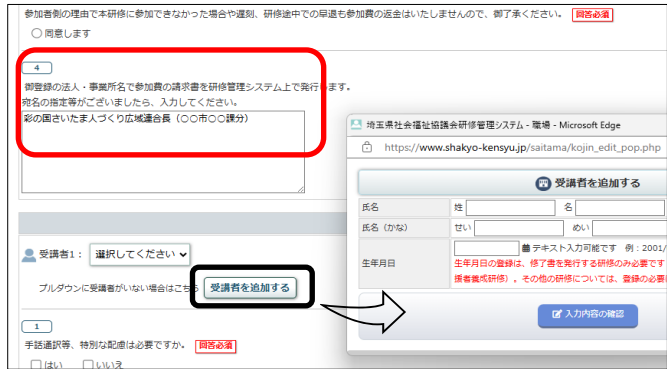 参加者側の理由で本研修に参加できなかった場合や遅刻、研修途中での早退も参加費の返金はいたしませんので、御了承ください。 回答必須
同意します
4
御登録の法人・事業所名で参加費の請求書を研修管理システム上で発行します。
宛名の指定等がございましたら、入力してください。
彩の国さいたま人づくり広域連合長（○○市○○課分）
埼玉県社会福祉協議会研修管理システム - 職場 - Microsoft Edge
https://www.shakyo-kensyu.jp/saitama/kojin_edit_pop.php
受講者を追加する
氏名 姓 名
氏名（かな） せい めい
生年月日 テキスト入力可能です 例：2001/
生年月日の登録は、修了書を発行する研修のみ必要です
援者養成研修）。その他の研修については、登録の必要
入力内容の確認
受講者1： 選択してください
プルダウンに受講者がいない場合はこちら 受講者を追加する
1
手話通訳等、特別な配慮は必要ですか。 回答必須
はい いいえ